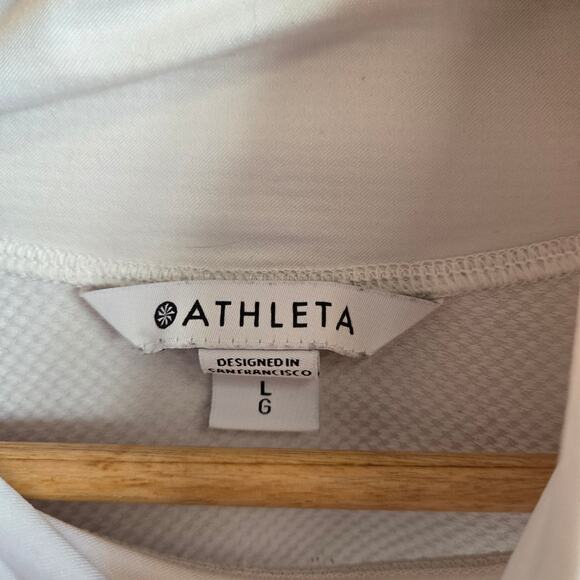 ATHLETA
DESIGNED IN
SAN FRANCISCO
L
G